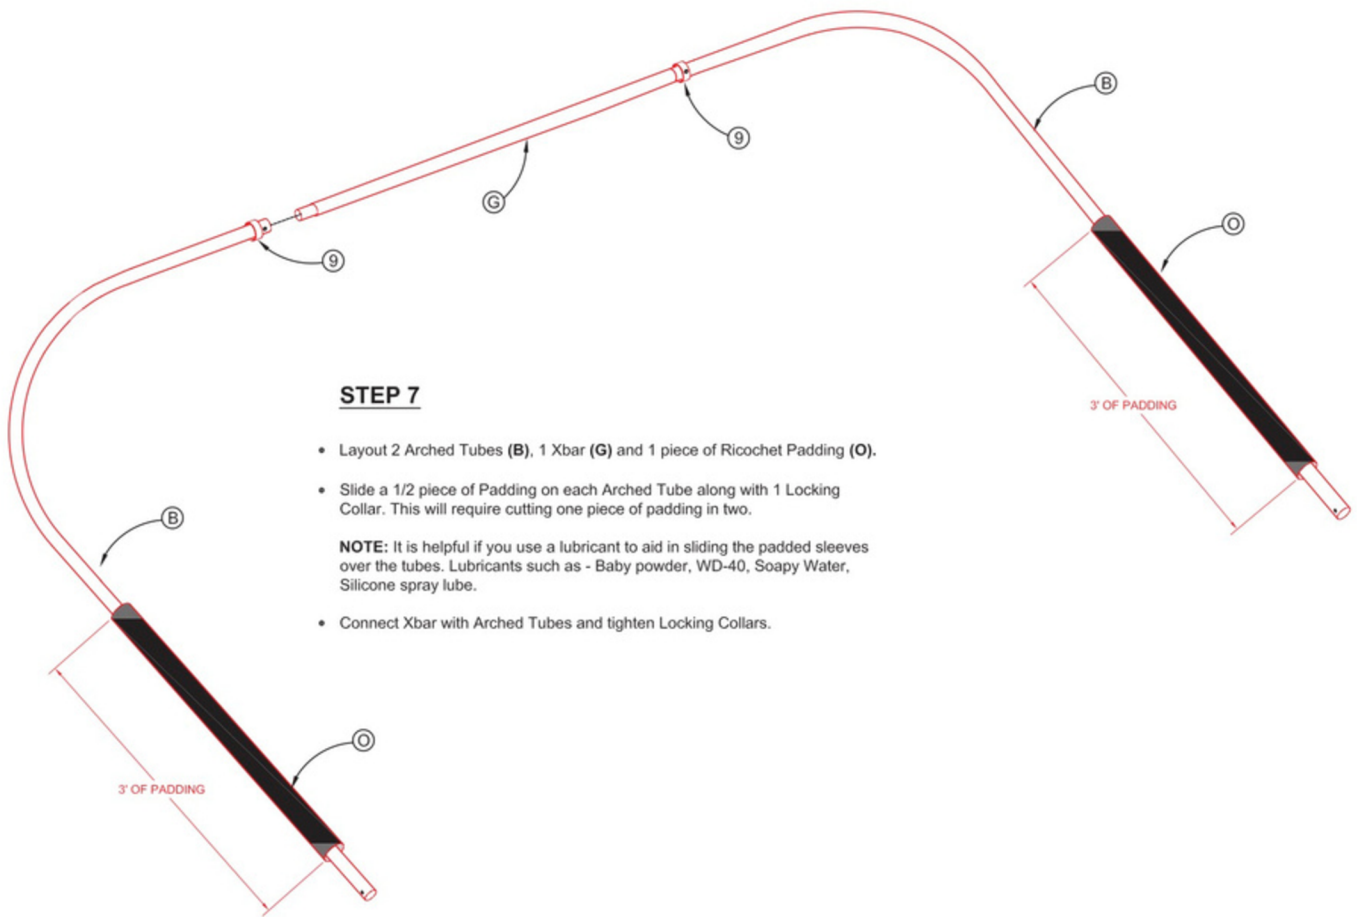 B
9
G
O
9
3' OF PADDING
STEP 7
• Layout 2 Arched Tubes (B), 1 Xbar (G) and 1 piece of Ricochet Padding (O).
• Slide a 1/2 piece of Padding on each Arched Tube along with 1 Locking
Collar. This will require cutting one piece of padding in two.
NOTE: It is helpful if you use a lubricant to aid in sliding the padded sleeves
over the tubes. Lubricants such as - Baby powder, WD-40, Soapy Water,
Silicone spray lube.
• Connect Xbar with Arched Tubes and tighten Locking Collars.
B
O
3' OF PADDING